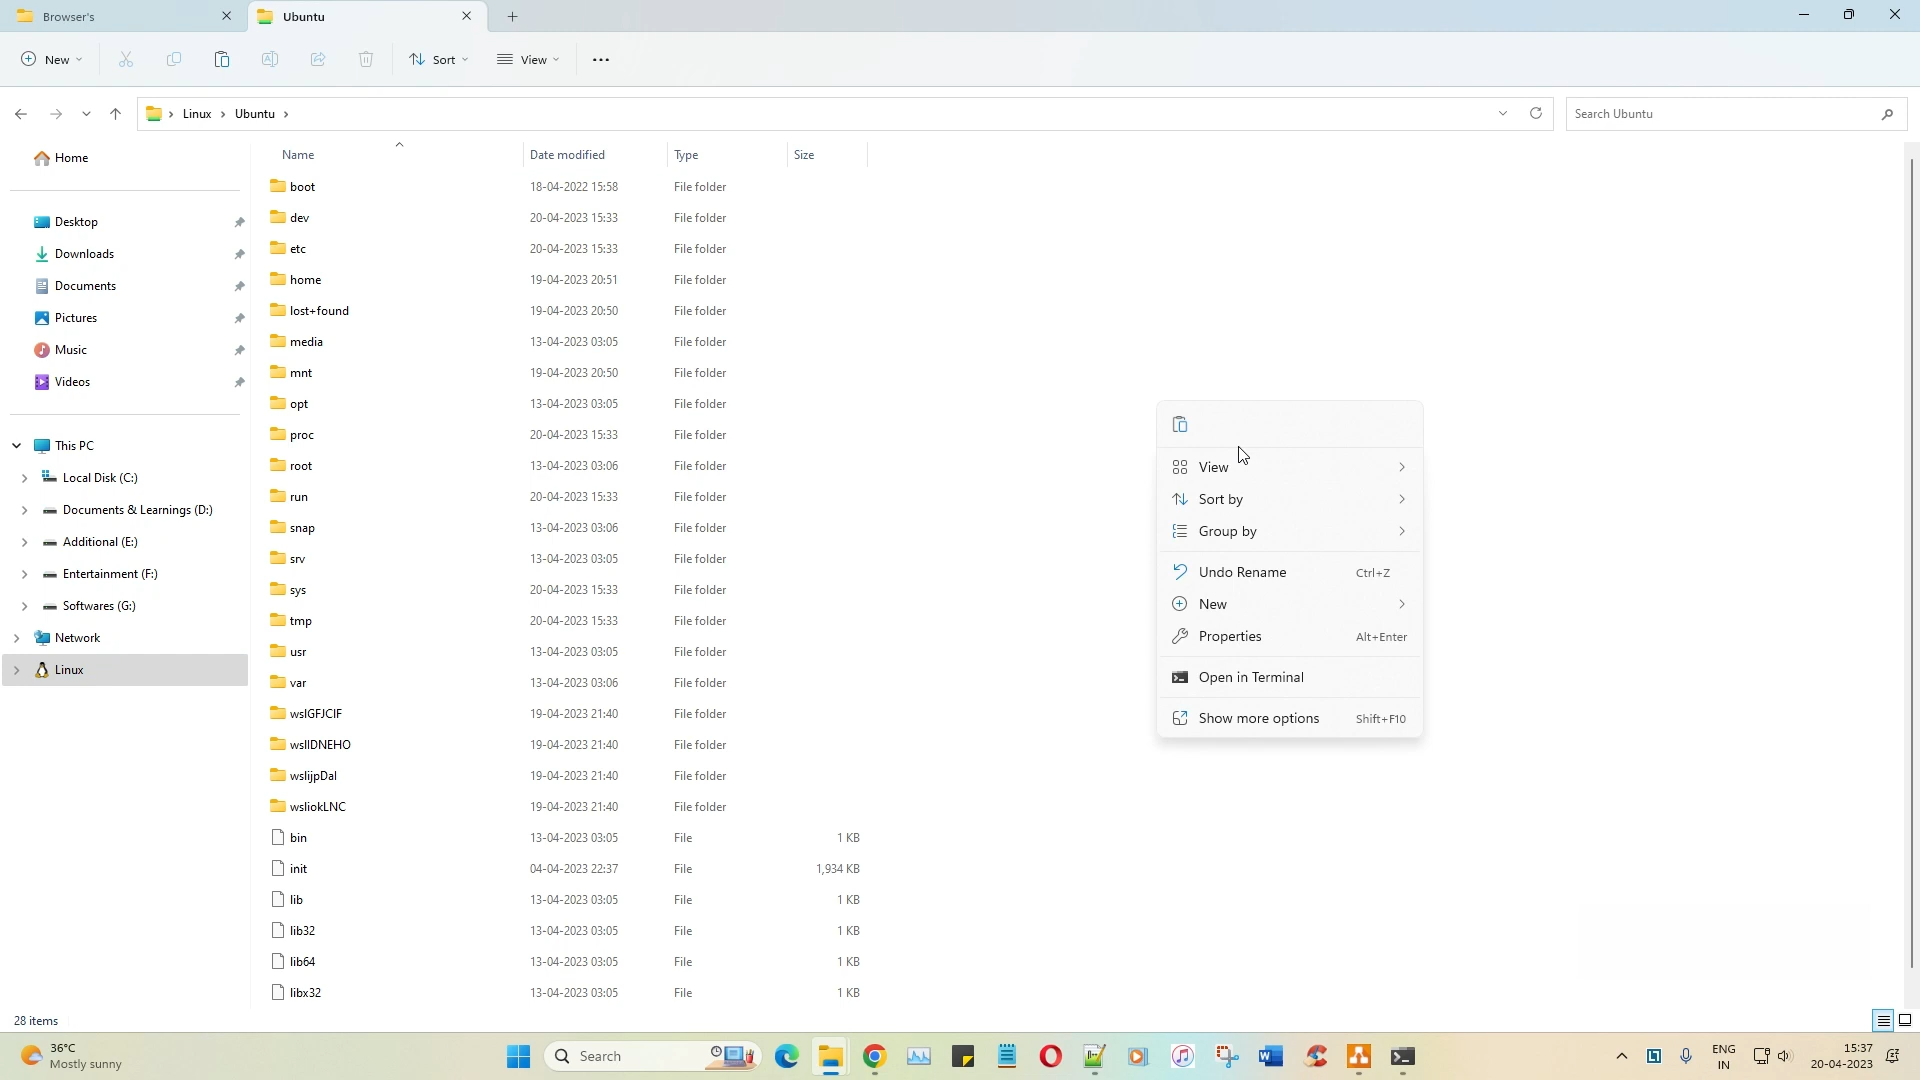 Browser's
Ubuntu
New
Sort
View
Linux
Ubuntu
Search Ubuntu
Home
Desktop
Downloads
Documents
Pictures
Music
Videos
This PC
Local Disk (C:)
Documents & Learnings (D:)
Additional (E:)
Entertainment (F:)
Softwares (G:)
Network
Linux
Name Date modified Type Size
boot 18-04-2022 15:58 File folder
dev 20-04-2023 15:33 File folder
etc 20-04-2023 15:33 File folder
home 19-04-2023 20:51 File folder
lost+found 19-04-2023 20:50 File folder
media 13-04-2023 03:05 File folder
mnt 19-04-2023 20:50 File folder
opt 13-04-2023 03:05 File folder
proc 20-04-2023 15:33 File folder
root 13-04-2023 03:06 File folder
run 20-04-2023 15:33 File folder
snap 13-04-2023 03:06 File folder
srv 13-04-2023 03:05 File folder
sys 20-04-2023 15:33 File folder
tmp 20-04-2023 15:33 File folder
usr 13-04-2023 03:05 File folder
var 13-04-2023 03:06 File folder
wslGFJCIF 19-04-2023 21:40 File folder
wslIDNEHO 19-04-2023 21:40 File folder
wslijpDal 19-04-2023 21:40 File folder
wsliokLNC 19-04-2023 21:40 File folder
bin 13-04-2023 03:05 File 1 KB
init 04-04-2023 22:37 File 1,934 KB
lib 13-04-2023 03:05 File 1 KB
lib32 13-04-2023 03:05 File 1 KB
lib64 13-04-2023 03:05 File 1 KB
libx32 13-04-2023 03:05 File 1 KB
View
Sort by
Group by
Undo Rename Ctrl+Z
New
Properties Alt+Enter
Open in Terminal
Show more options Shift+F10
28 items
36°C
Mostly sunny
Search
ENG
IN
15:37
20-04-2023